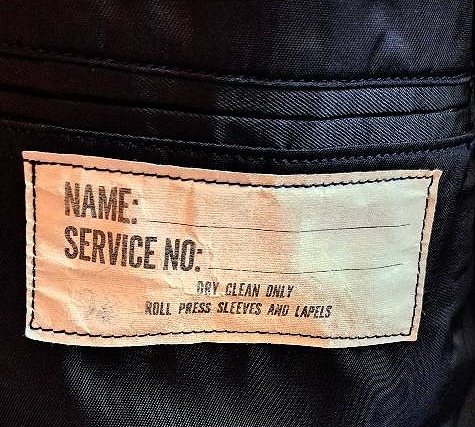 NAME:
SERVICE NO:
DRY CLEAN ONLY
ROLL PRESS SLEEVES AND LAPELS